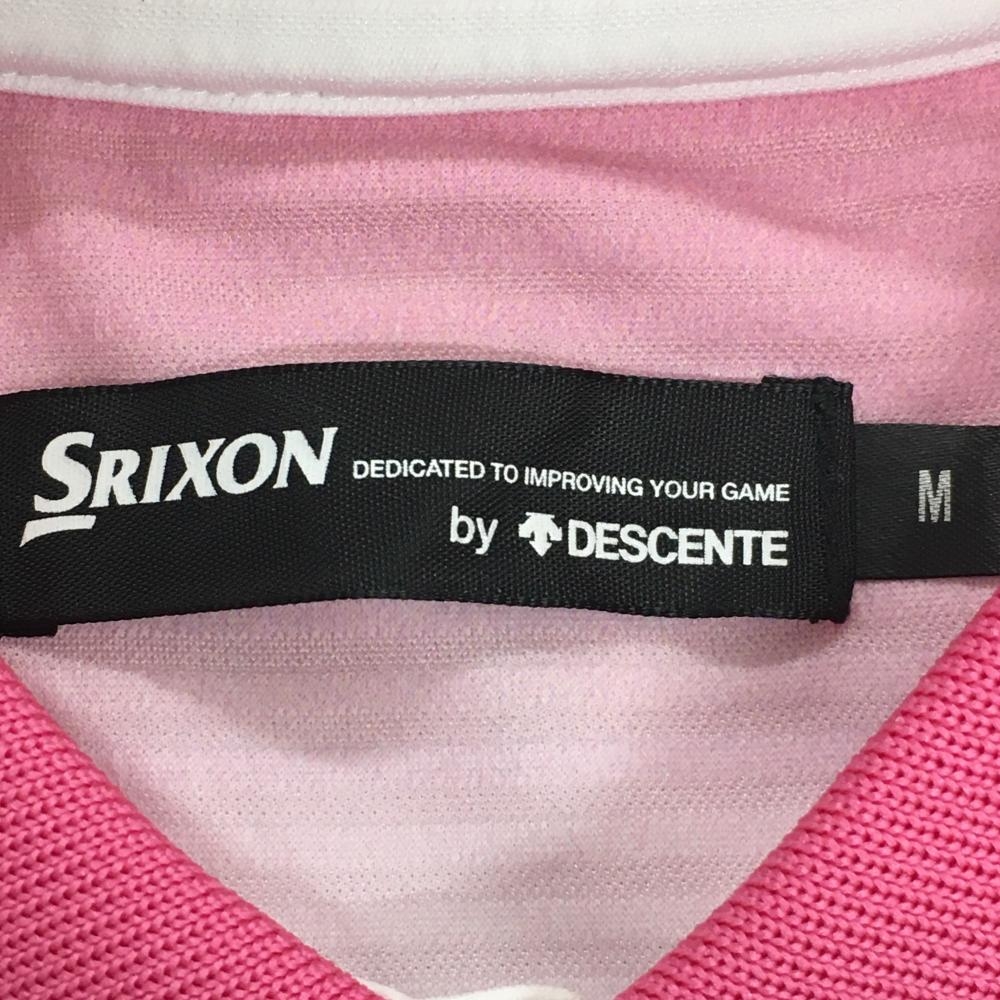 SRIXON DEDICATED TO IMPROVING YOUR GAME
by DESCENTE
M